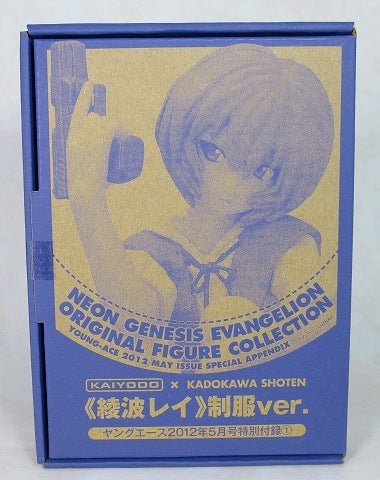 NEON GENESIS EVANGELION
ORIGINAL FIGURE COLLECTION
YOUNG-ACE 2012 MAY ISSUE SPECIAL APPENDIX
KAIYODO × KADOKAWA SHOTEN
《綾波レイ》制服ver.
ヤングエース2012年5月号特別付録①